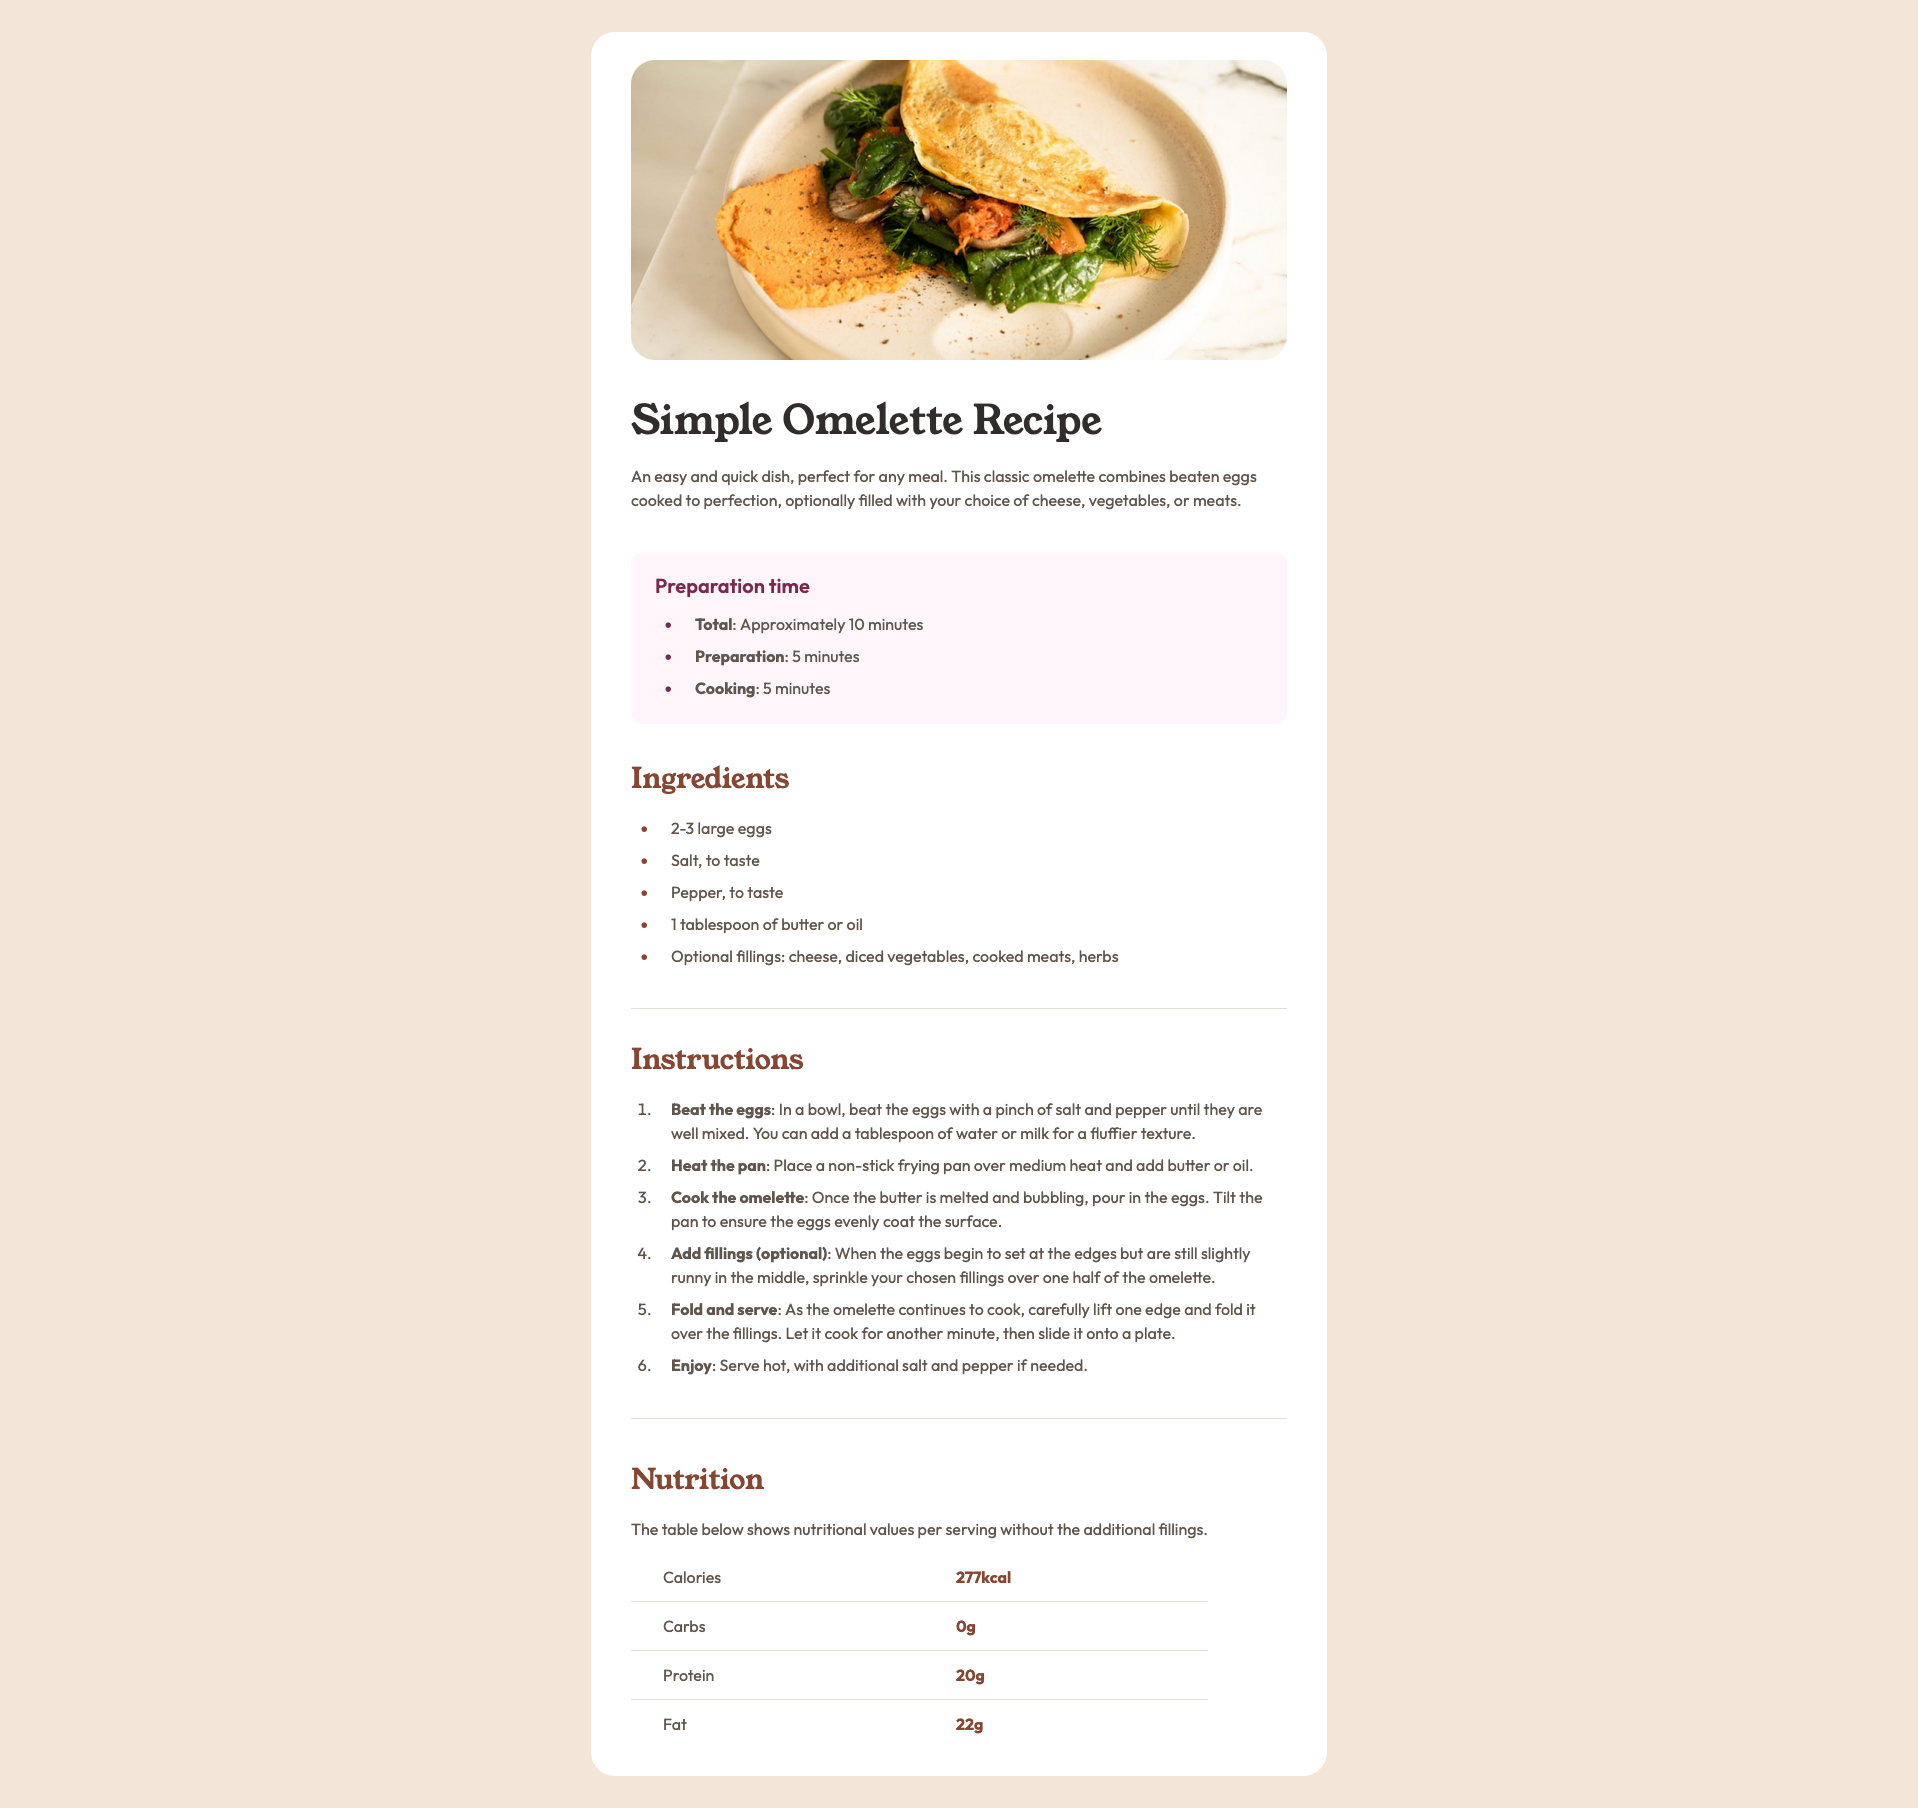 Simple Omelette Recipe
An easy and quick dish, perfect for any meal. This classic omelette combines beaten eggs
cooked to perfection, optionally filled with your choice of cheese, vegetables, or meats.
Preparation time
• Total: Approximately 10 minutes
• Preparation: 5 minutes
• Cooking: 5 minutes
Ingredients
• 2-3 large eggs
• Salt, to taste
• Pepper, to taste
• 1 tablespoon of butter or oil
• Optional fillings: cheese, diced vegetables, cooked meats, herbs
Instructions
1. Beat the eggs: In a bowl, beat the eggs with a pinch of salt and pepper until they are
well mixed. You can add a tablespoon of water or milk for a fluffier texture.
2. Heat the pan: Place a non-stick frying pan over medium heat and add butter or oil.
3. Cook the omelette: Once the butter is melted and bubbling, pour in the eggs. Tilt the
pan to ensure the eggs evenly coat the surface.
4. Add fillings (optional): When the eggs begin to set at the edges but are still slightly
runny in the middle, sprinkle your chosen fillings over one half of the omelette.
5. Fold and serve: As the omelette continues to cook, carefully lift one edge and fold it
over the fillings. Let it cook for another minute, then slide it onto a plate.
6. Enjoy: Serve hot, with additional salt and pepper if needed.
Nutrition
The table below shows nutritional values per serving without the additional fillings.
Calories 277kcal
Carbs 0g
Protein 20g
Fat 22g